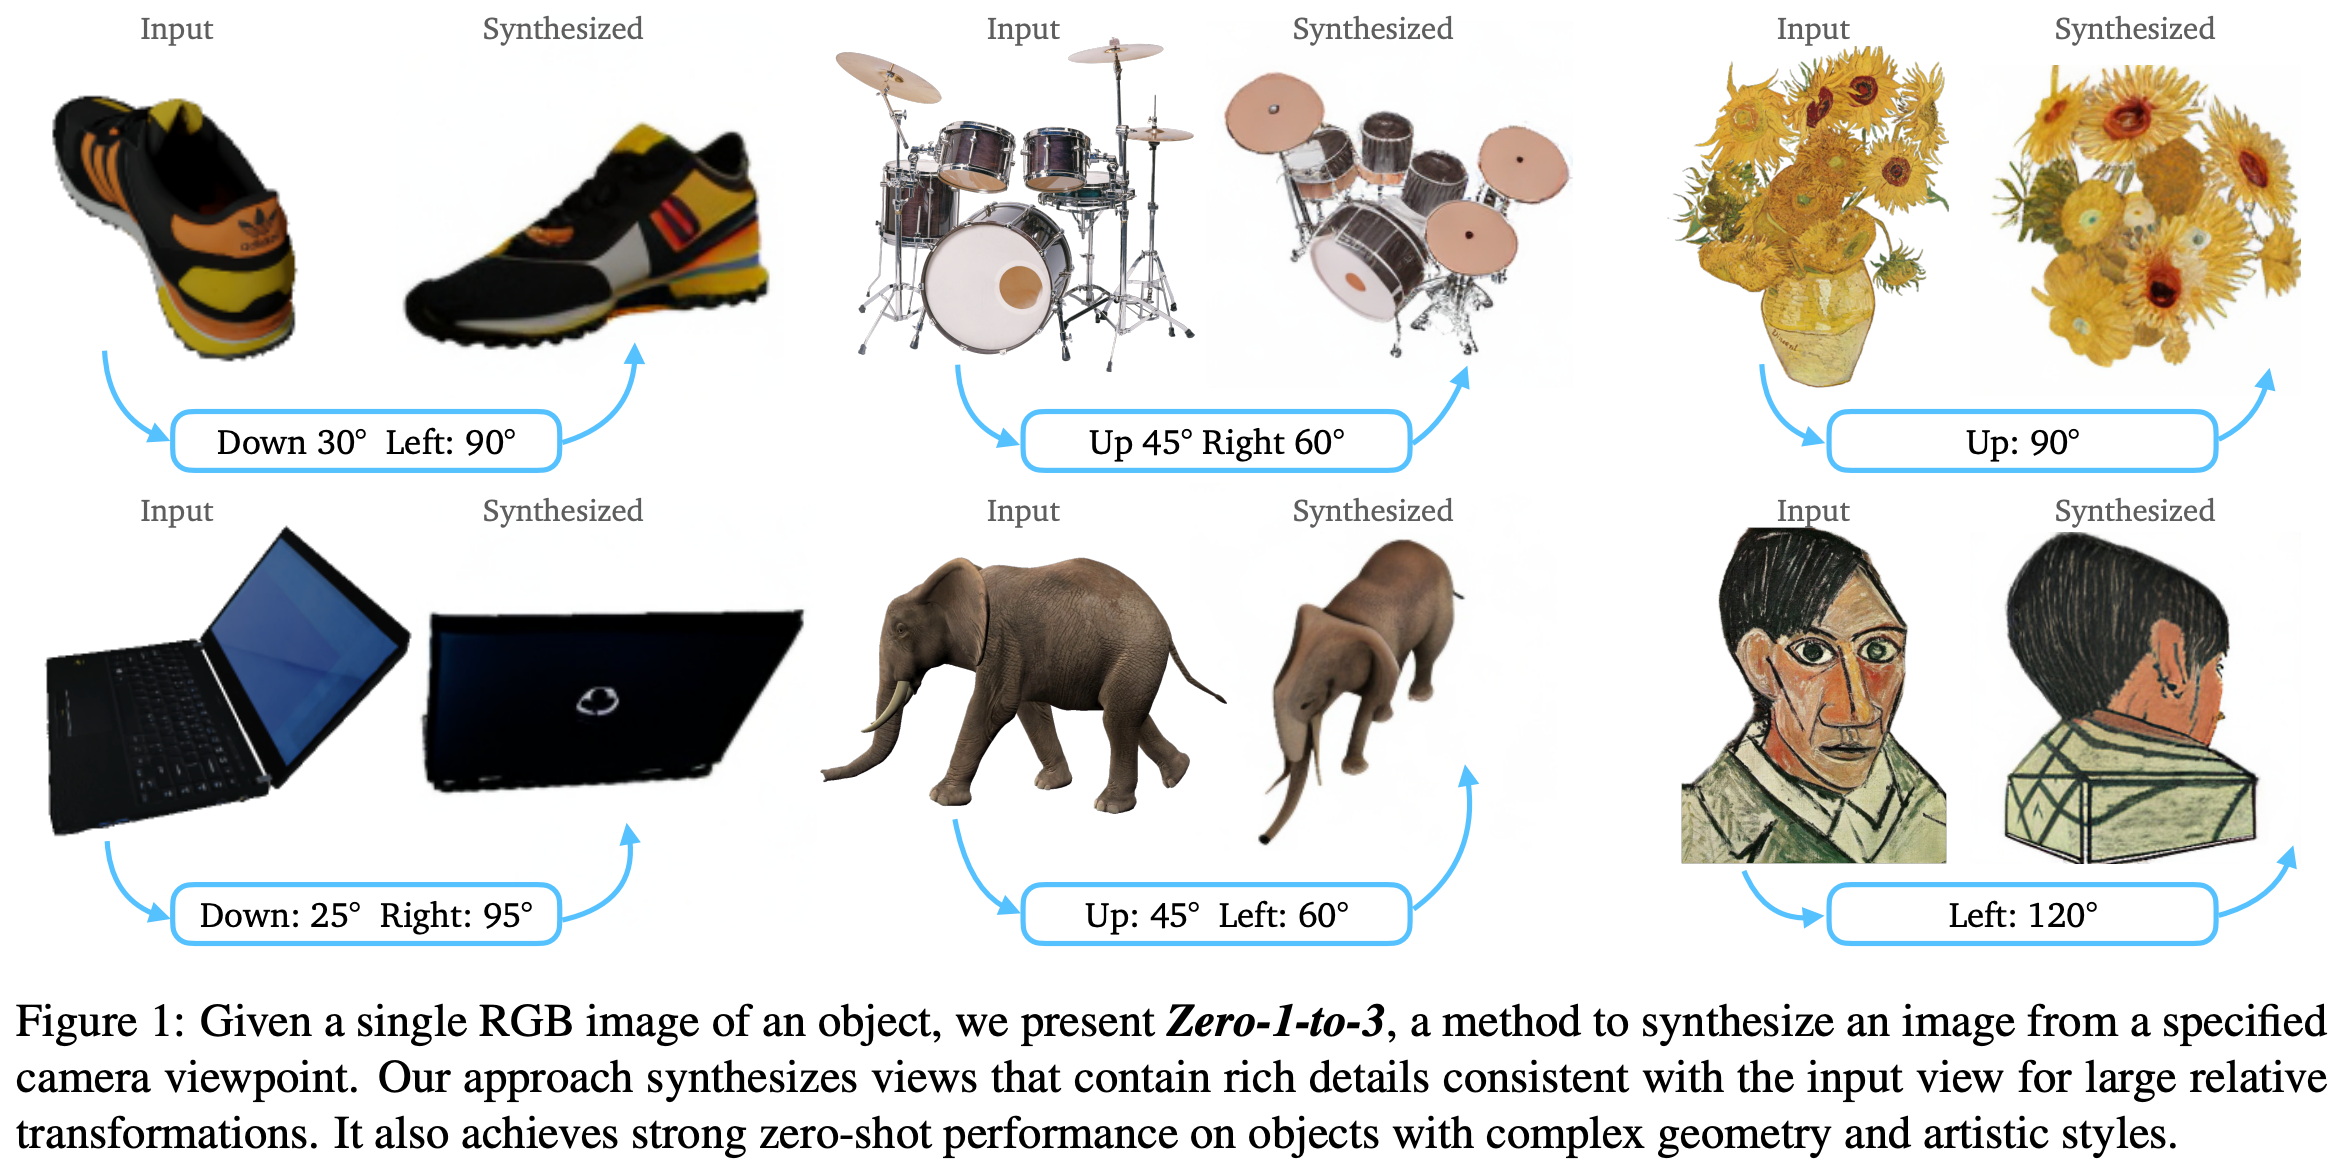 Input
Synthesized
Input
Synthesized
Input
Synthesized
adidas
Vincent
Down 30° Left: 90°
Up 45° Right 60°
Up: 90°
Input
Synthesized
Input
Synthesized
Input
Synthesized
Down: 25° Right: 95°
Up: 45° Left: 60°
Left: 120°
Figure 1: Given a single RGB image of an object, we present Zero-1-to-3, a method to synthesize an image from a specified
camera viewpoint. Our approach synthesizes views that contain rich details consistent with the input view for large relative
transformations. It also achieves strong zero-shot performance on objects with complex geometry and artistic styles.